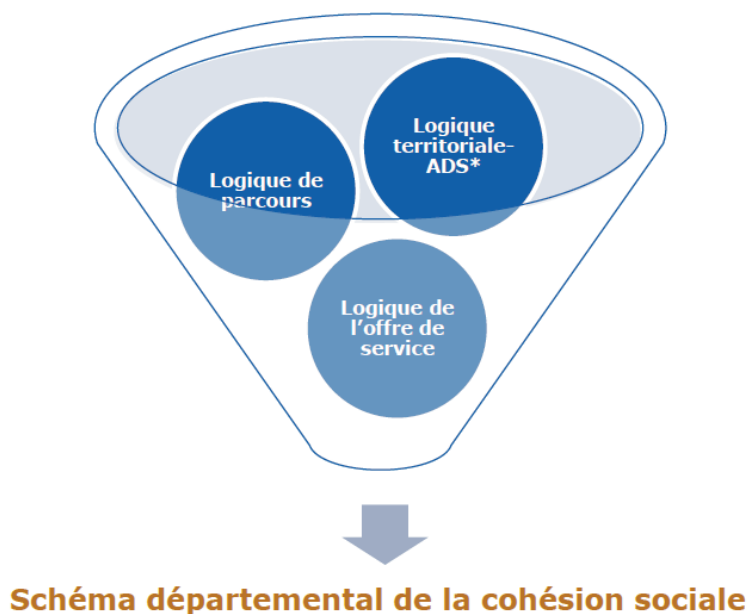 Logique
territoriale-
ADS*
Logique de
parcours
Logique de
l’offre de
service
Schéma départemental de la cohésion sociale